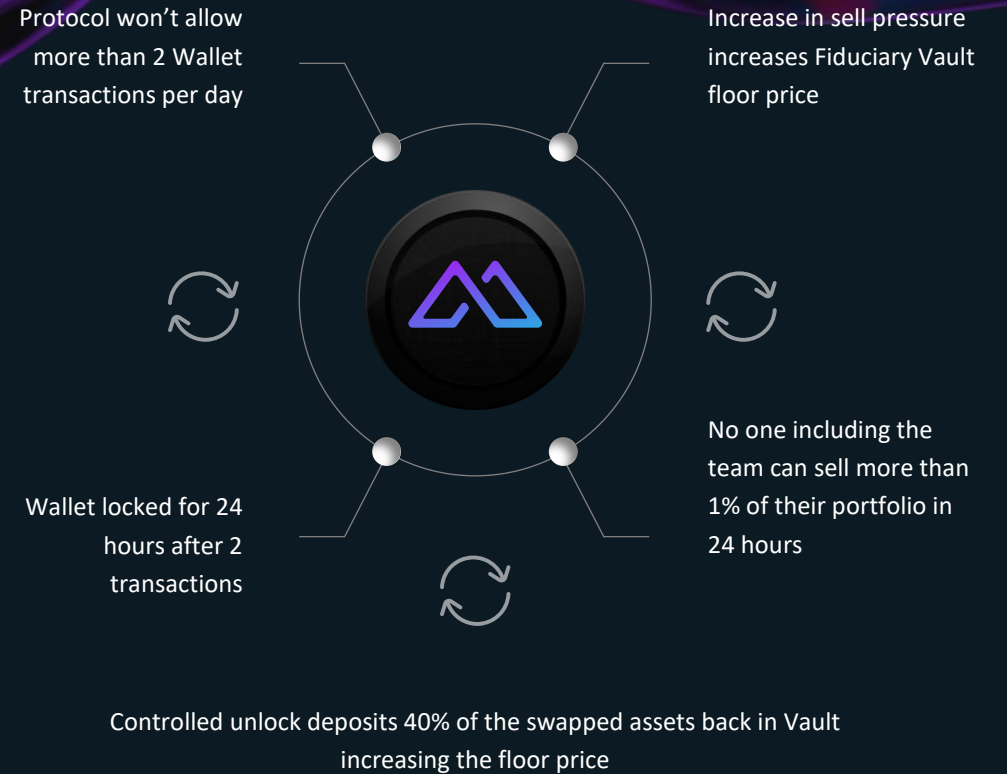 Protocol won’t allow
more than 2 Wallet
transactions per day
Increase in sell pressure
increases Fiduciary Vault
floor price
Wallet locked for 24
hours after 2
transactions
No one including the
team can sell more than
1% of their portfolio in
24 hours
Controlled unlock deposits 40% of the swapped assets back in Vault
increasing the floor price